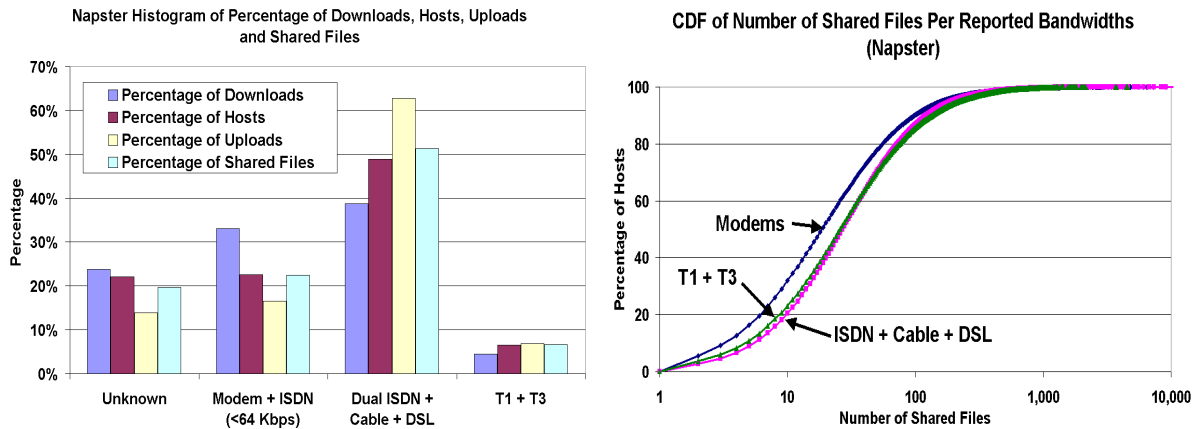 Napster Histogram of Percentage of Downloads, Hosts, Uploads
and Shared Files
70%
60%
50%
40%
30%
20%
10%
0%
Percentage
Percentage of Downloads
Percentage of Hosts
Percentage of Uploads
Percentage of Shared Files
Unknown
Modem + ISDN
(<64 Kbps)
Dual ISDN +
Cable + DSL
T1 + T3
CDF of Number of Shared Files Per Reported Bandwidths
(Napster)
100
80
60
40
20
0
Percentage of Hosts
Modems
T1 + T3
ISDN + Cable + DSL
1
10
100
1,000
10,000
Number of Shared Files